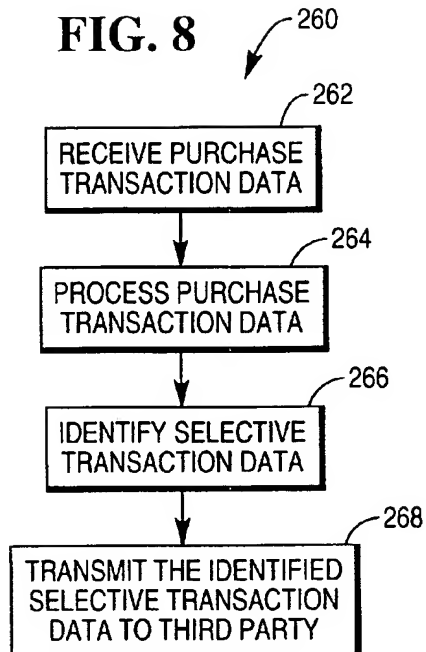 FIG. 8
260
262
RECEIVE PURCHASE
TRANSACTION DATA
264
PROCESS PURCHASE
TRANSACTION DATA
266
IDENTIFY SELECTIVE
TRANSACTION DATA
268
TRANSMIT THE IDENTIFIED
SELECTIVE TRANSACTION
DATA TO THIRD PARTY